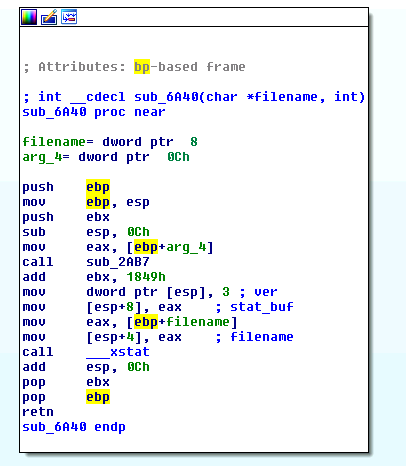 ; Attributes: bp-based frame
; int __cdecl sub_6A40(char *filename, int)
sub_6A40 proc near
filename= dword ptr  8
arg_4= dword ptr  0Ch
push    ebp
mov     ebp, esp
push    ebx
sub     esp, 0Ch
mov     eax, [ebp+arg_4]
call    sub_2AB7
add     ebx, 1849h
mov     dword ptr [esp], 3 ; ver
mov     [esp+8], eax    ; stat_buf
mov     eax, [ebp+filename]
mov     [esp+4], eax    ; filename
call    ___xstat
add     esp, 0Ch
pop     ebx
pop     ebp
retn
sub_6A40 endp